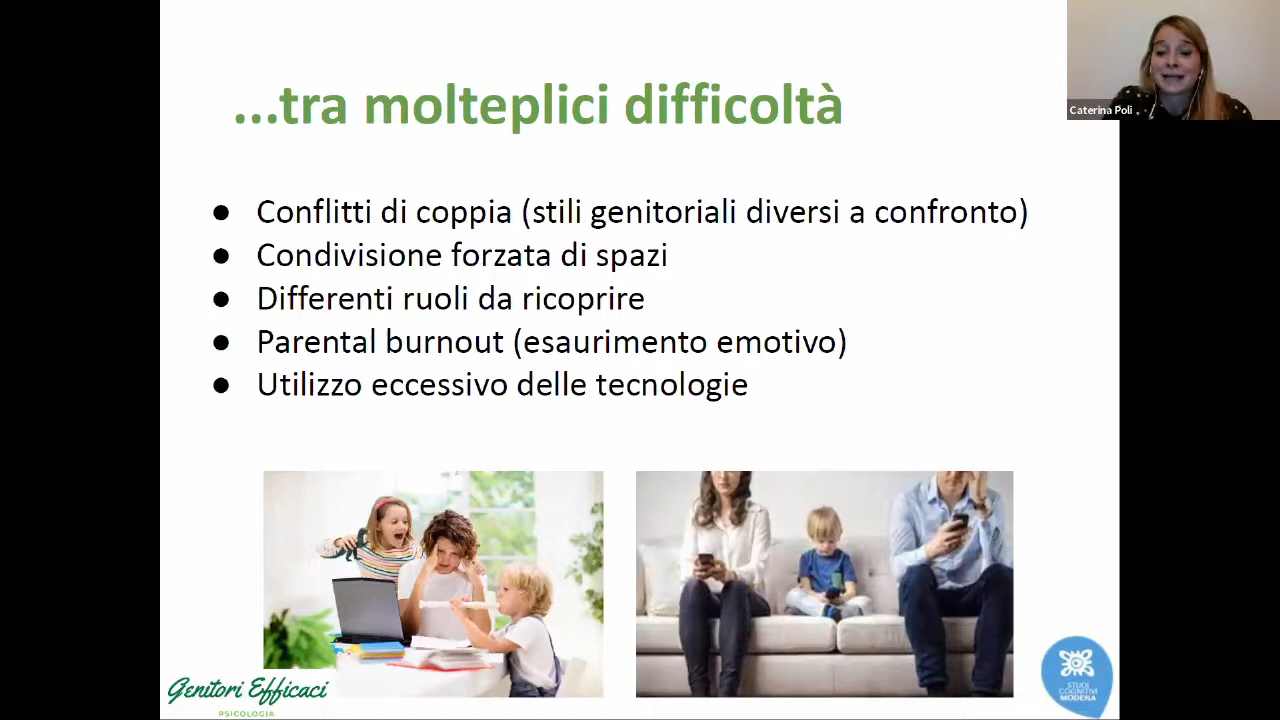 ...tra molteplici difficoltà
Caterina Poli
● Conflitti di coppia (stili genitoriali diversi a confronto)
● Condivisione forzata di spazi
● Differenti ruoli da ricoprire
● Parental burnout (esaurimento emotivo)
● Utilizzo eccessivo delle tecnologie
Genitori Efficaci
PSICOLOGIA
STUDI
COGNITIVI
MODENA